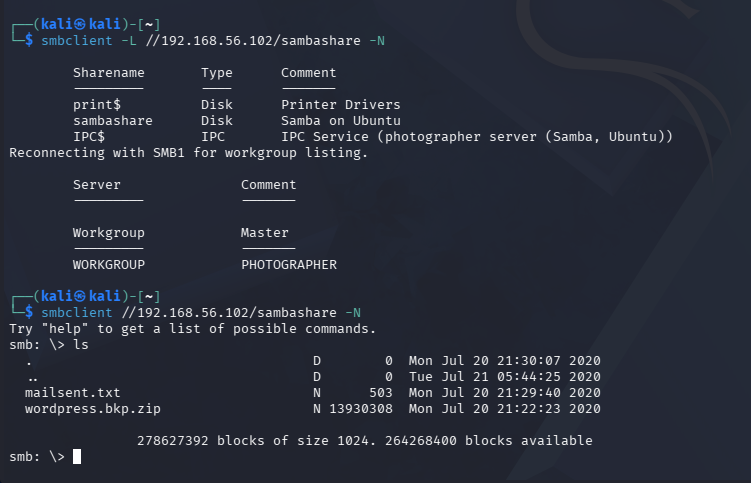 ┌──(kali㉿kali)-[~]
└─$ smbclient -L //192.168.56.102/sambashare -N

        Sharename       Type      Comment
        ---------       ----      -------
        print$          Disk      Printer Drivers
        sambashare      Disk      Samba on Ubuntu
        IPC$            IPC       IPC Service (photographer server (Samba, Ubuntu))
Reconnecting with SMB1 for workgroup listing.

        Server               Comment
        ---------            -------

        Workgroup            Master
        ---------            -------
        WORKGROUP            PHOTOGRAPHER

┌──(kali㉿kali)-[~]
└─$ smbclient //192.168.56.102/sambashare -N
Try "help" to get a list of possible commands.
smb: \> ls
  .                                   D        0  Mon Jul 20 21:30:07 2020
  ..                                  D        0  Tue Jul 21 05:44:25 2020
  mailsent.txt                        N      503  Mon Jul 20 21:29:40 2020
  wordpress.bkp.zip                   N 13930308  Mon Jul 20 21:22:23 2020

                278627392 blocks of size 1024. 264268400 blocks available
smb: \>